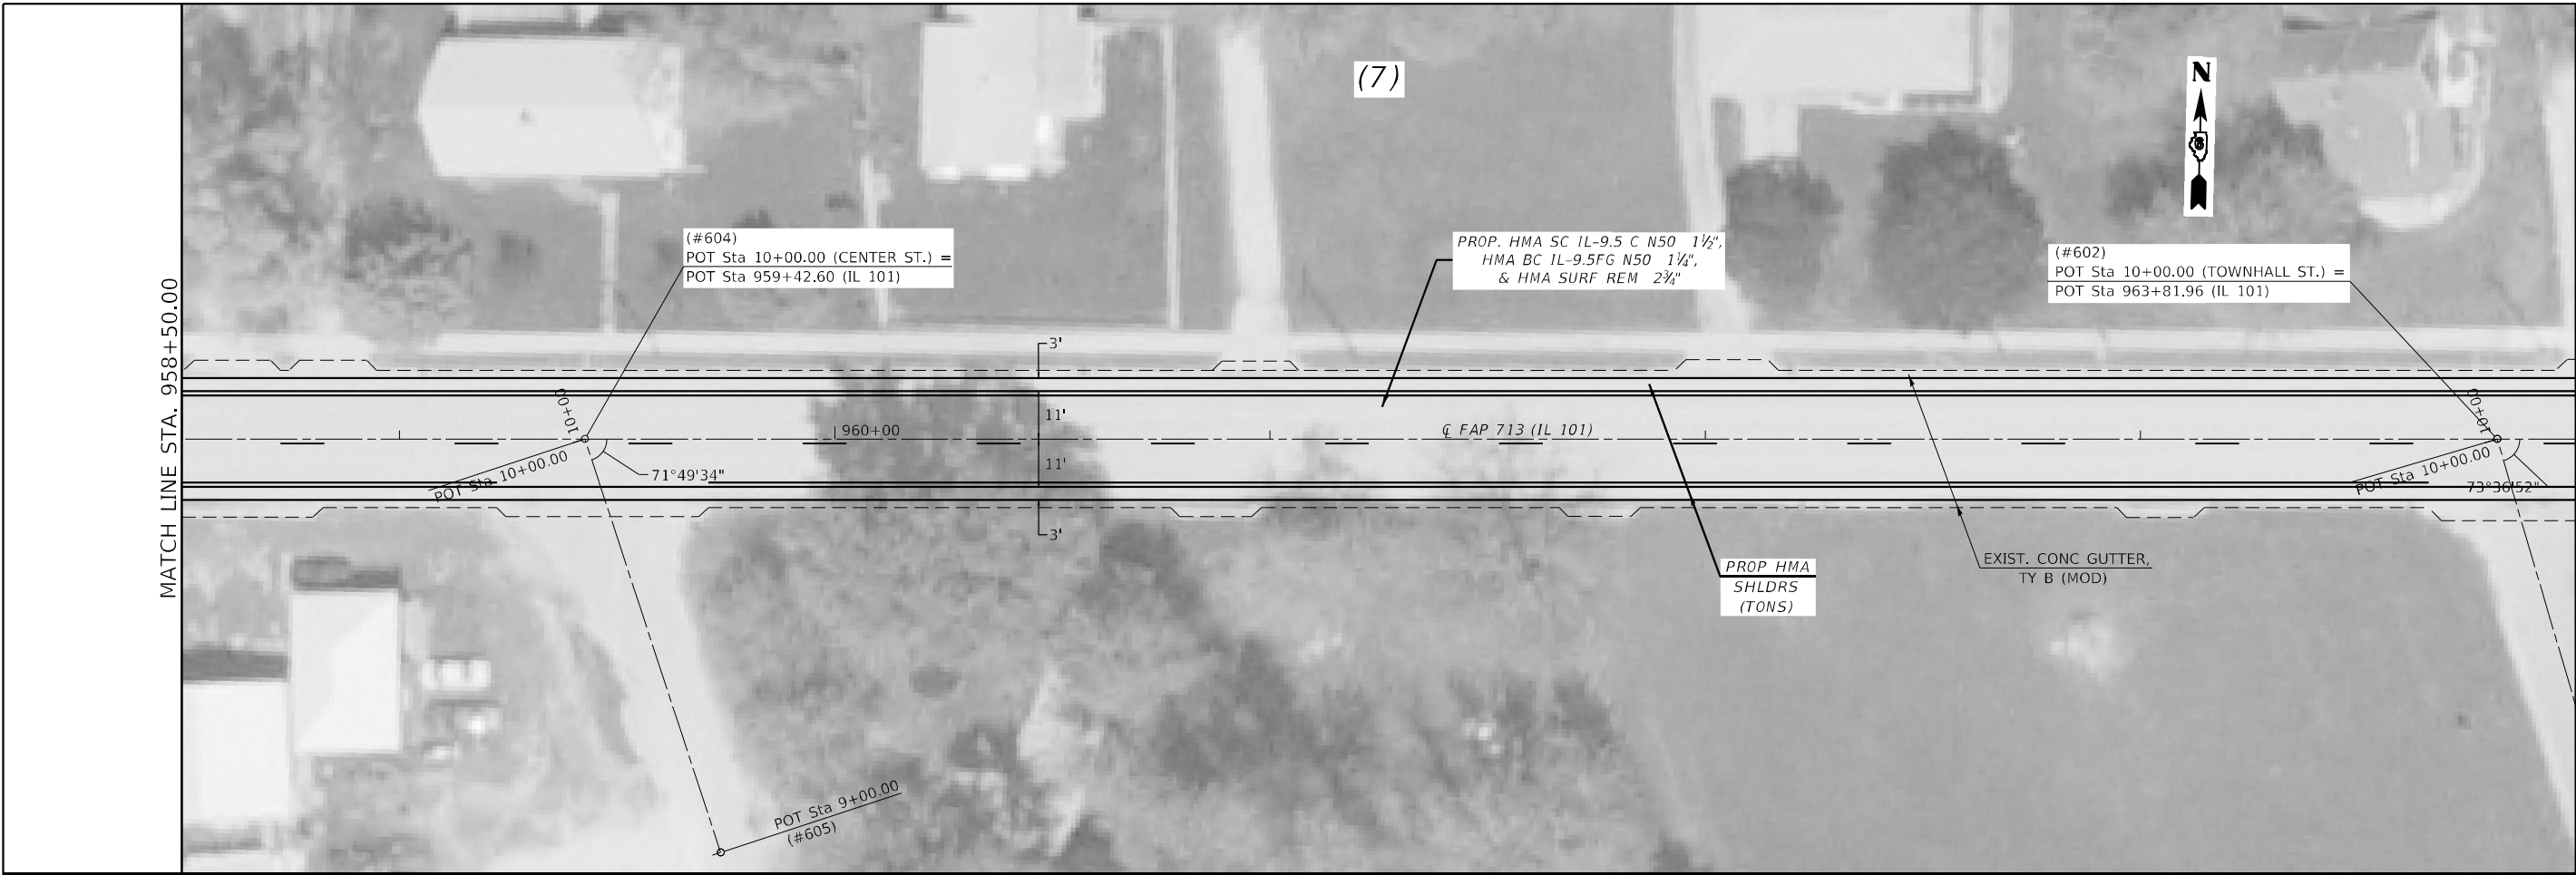 MATCH LINE STA. 958+50.00
(7)
N
(#604)
POT Sta 10+00.00 (CENTER ST.) =
POT Sta 959+42.60 (IL 101)
PROP. HMA SC IL-9.5 C N50 1½",
HMA BC IL-9.5FG N50 1¼",
& HMA SURF REM 2¾"
(#602)
POT Sta 10+00.00 (TOWNHALL ST.) =
POT Sta 963+81.96 (IL 101)
3'
10+00
11'
960+00
℄ FAP 713 (IL 101)
10+00
11'
POT Sta 10+00.00
71°49'34"
POT Sta 10+00.00
73°36'52"
3'
PROP HMA
SHLDRS
(TONS)
EXIST. CONC GUTTER,
TY B (MOD)
POT Sta 9+00.00
(#605)